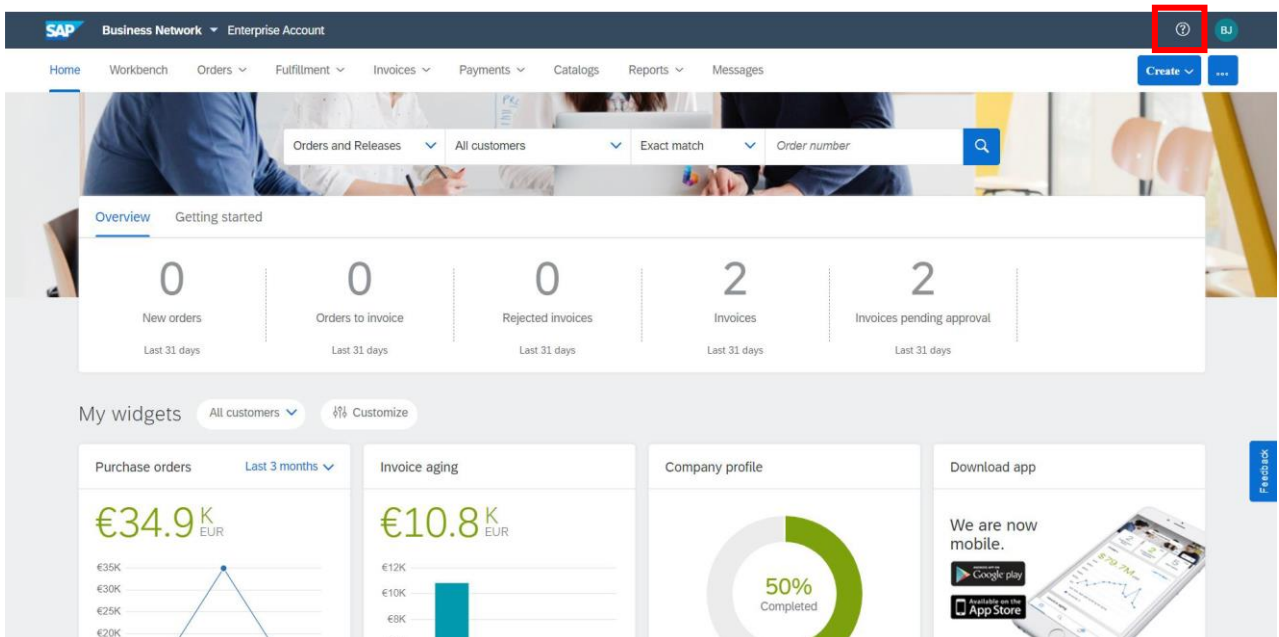 SAP Business Network Enterprise Account BJ
Home Workbench Orders Fulfillment Invoices Payments Catalogs Reports Messages Create ...
Orders and Releases All customers Exact match Order number
Overview Getting started
0 0 0 2 2
New orders Orders to invoice Rejected invoices Invoices Invoices pending approval
Last 31 days Last 31 days Last 31 days Last 31 days Last 31 days
My widgets All customers Customize
Feedback
Purchase orders Last 3 months
€34.9 K EUR
€35K
€30K
€25K
€20K
Invoice aging
€10.8 K EUR
€12K
€10K
€8K
Company profile
50%
Completed
Download app
We are now
mobile.
Google play
Available on the
App Store
$79.7M